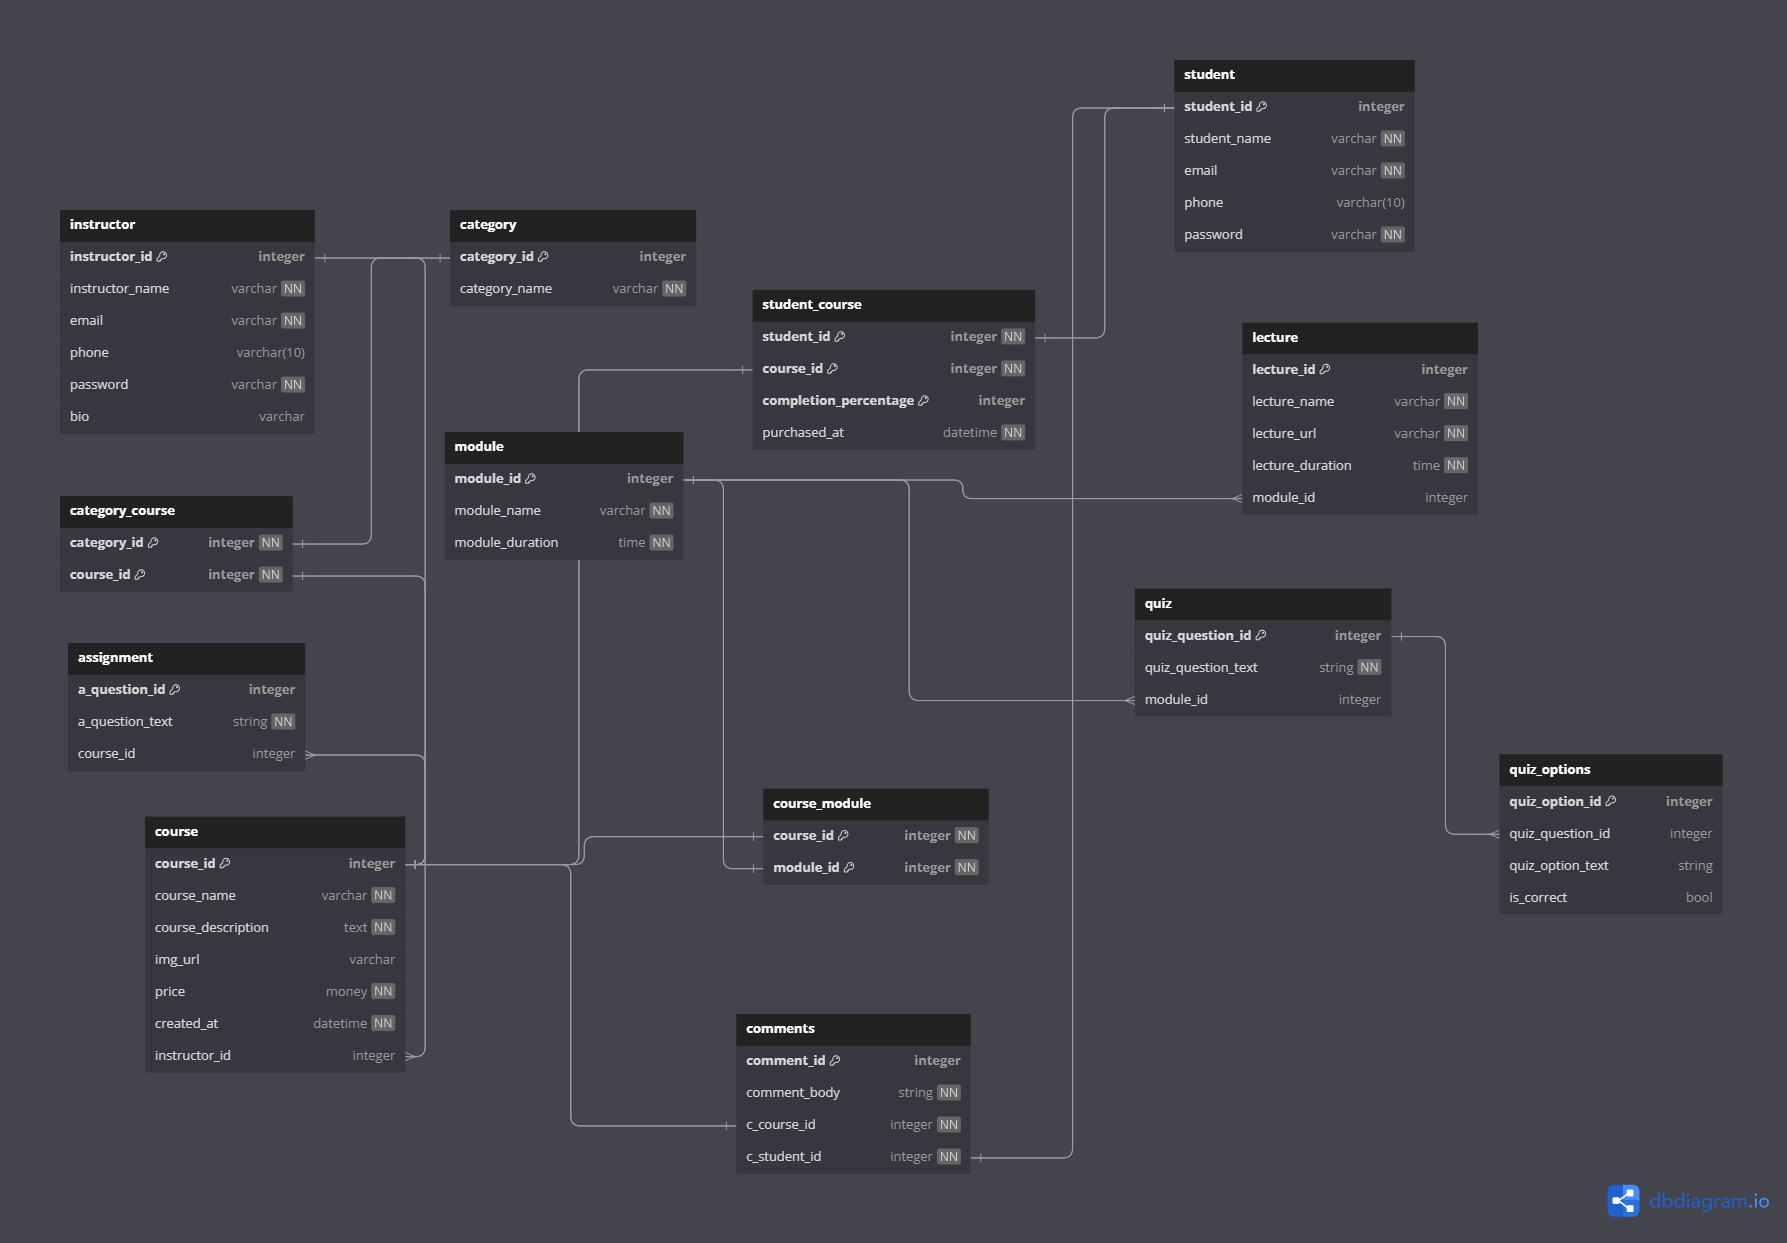 student
student_id integer
student_name varchar NN
email varchar NN
phone varchar(10)
password varchar NN
instructor
instructor_id integer
instructor_name varchar NN
email varchar NN
phone varchar(10)
password varchar NN
bio varchar
category
category_id integer
category_name varchar NN
student_course
student_id integer NN
course_id integer NN
completion_percentage integer
purchased_at datetime NN
lecture
lecture_id integer
lecture_name varchar NN
lecture_url varchar NN
lecture_duration time NN
module_id integer
module
module_id integer
module_name varchar NN
module_duration time NN
category_course
category_id integer NN
course_id integer NN
quiz
quiz_question_id integer
quiz_question_text string NN
module_id integer
assignment
a_question_id integer
a_question_text string NN
course_id integer
quiz_options
quiz_option_id integer
quiz_question_id integer
quiz_option_text string
is_correct bool
course_module
course_id integer NN
module_id integer NN
course
course_id integer
course_name varchar NN
course_description text NN
img_url varchar
price money NN
created_at datetime NN
instructor_id integer
comments
comment_id integer
comment_body string NN
c_course_id integer NN
c_student_id integer NN
dbdiagram.io